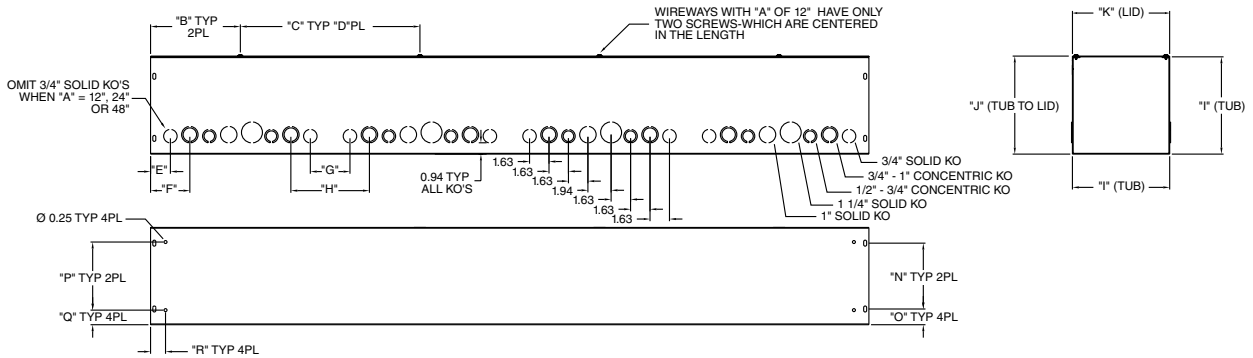 "B" TYP
2PL
"C" TYP "D"PL
WIREWAYS WITH "A" OF 12" HAVE ONLY
TWO SCREWS-WHICH ARE CENTERED
IN THE LENGTH
"K" (LID)
OMIT 3/4" SOLID KO'S
WHEN "A" = 12", 24"
OR 48"
"J" (TUB TO LID)
"I" (TUB)
"E"
"F"
"G"
"H"
0.94 TYP
ALL KO'S
1.63
1.63
1.63
1.94
1.63
1.63
1.63
3/4" SOLID KO
3/4" - 1" CONCENTRIC KO
1/2" - 3/4" CONCENTRIC KO
1 1/4" SOLID KO
1" SOLID KO
"I" (TUB)
Ø 0.25 TYP 4PL
"P" TYP 2PL
"Q" TYP 4PL
"R" TYP 4PL
"N" TYP 2PL
"O" TYP 4PL